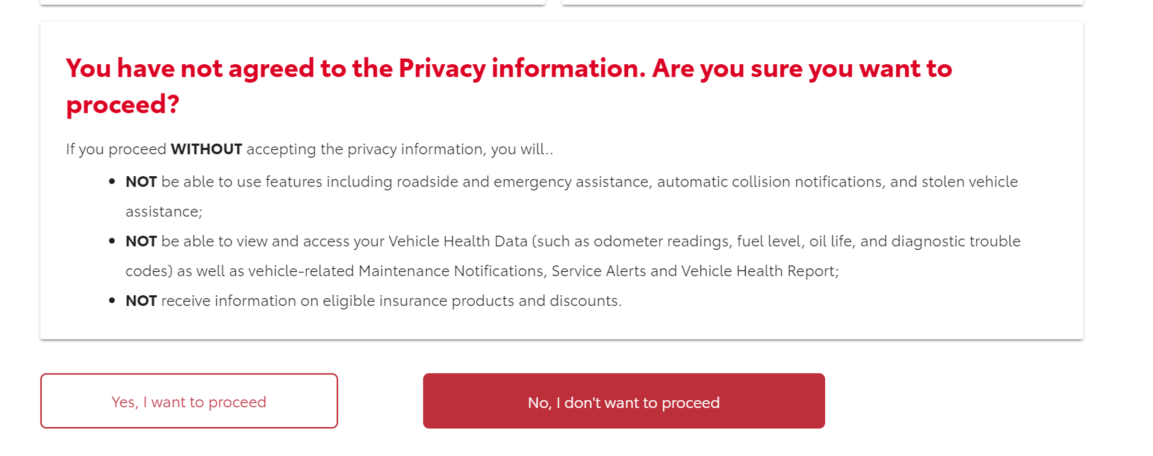 You have not agreed to the Privacy information. Are you sure you want to
proceed?
If you proceed WITHOUT accepting the privacy information, you will..
• NOT be able to use features including roadside and emergency assistance, automatic collision notifications, and stolen vehicle
assistance;
• NOT be able to view and access your Vehicle Health Data (such as odometer readings, fuel level, oil life, and diagnostic trouble
codes) as well as vehicle-related Maintenance Notifications, Service Alerts and Vehicle Health Report;
• NOT receive information on eligible insurance products and discounts.
Yes, I want to proceed
No, I don't want to proceed